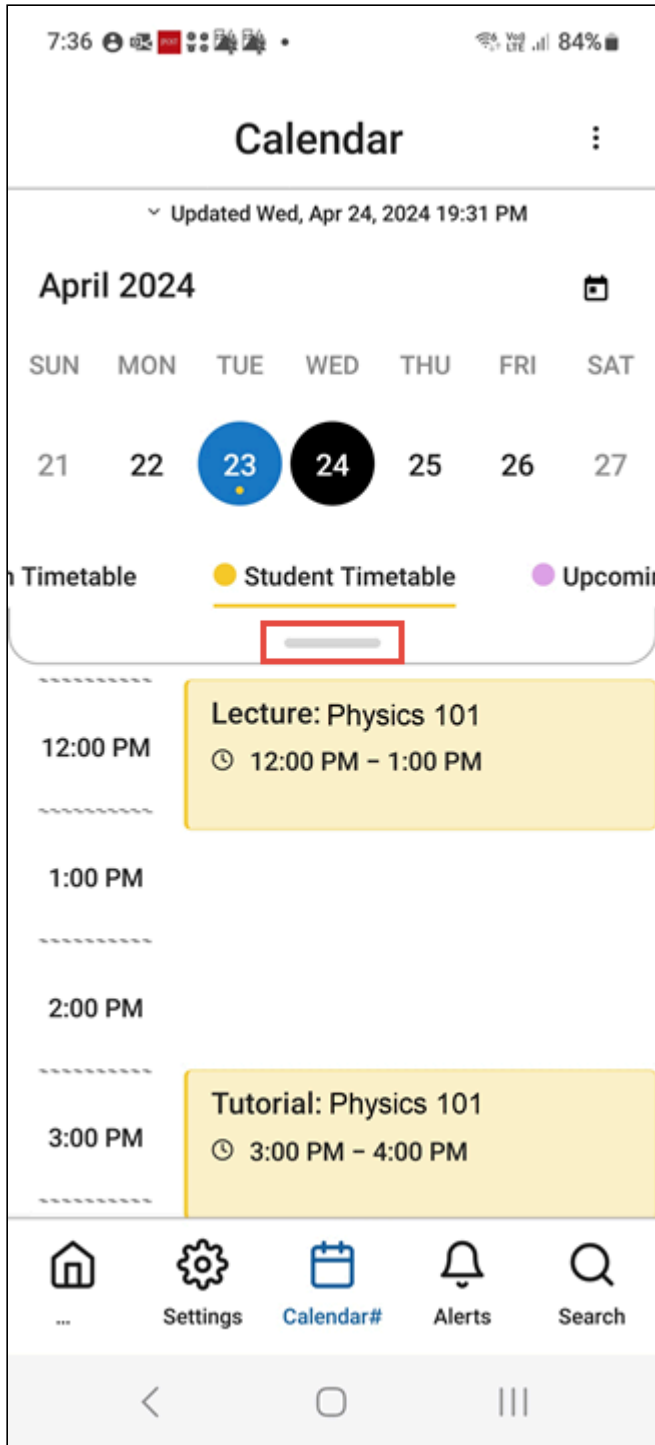 7:36 84%
Calendar
Updated Wed, Apr 24, 2024 19:31 PM
April 2024
SUN MON TUE WED THU FRI SAT
21 22 23 24 25 26 27
Timetable Student Timetable Upcomi
Lecture: Physics 101
12:00 PM 12:00 PM – 1:00 PM
1:00 PM
2:00 PM
Tutorial: Physics 101
3:00 PM 3:00 PM – 4:00 PM
... Settings Calendar# Alerts Search